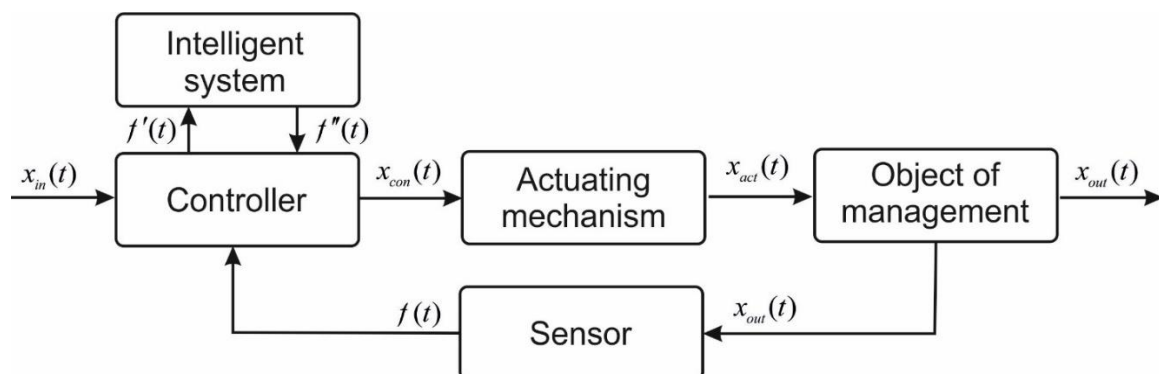 Intelligent
system
f′(t)
f″(t)
x_in(t)
Controller
x_con(t)
Actuating
mechanism
x_act(t)
Object of
management
x_out(t)
f(t)
Sensor
x_out(t)